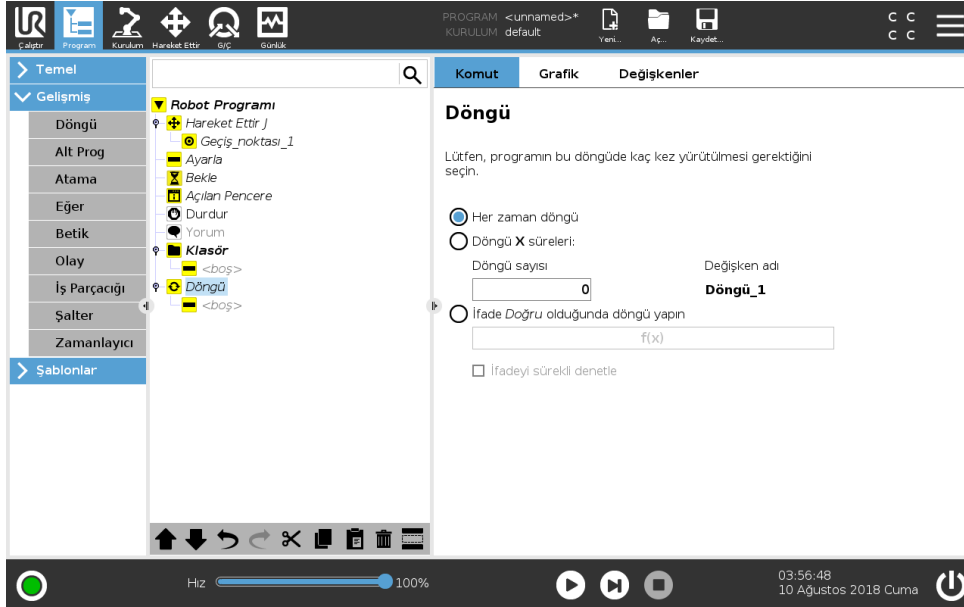 PROGRAM <unnamed>*
KURULUM default
Çalıştır Program Kurulum Hareket Ettir G/Ç Günlük Yeni... Aç... Kaydet...
C C
C C
Temel
Gelişmiş
Döngü
Alt Prog
Atama
Eğer
Betik
Olay
İş Parçacığı
Şalter
Zamanlayıcı
Şablonlar
Robot Programı
Hareket Ettir J
Geçiş_noktası_1
Ayarla
Bekle
Açılan Pencere
Durdur
Yorum
Klasör
<boş>
Döngü
<boş>
Komut Grafik Değişkenler
Döngü
Lütfen, programın bu döngüde kaç kez yürütülmesi gerektiğini
seçin.
Her zaman döngü
Döngü X süreleri:
Döngü sayısı Değişken adı
0 Döngü_1
İfade Doğru olduğunda döngü yapın
f(x)
İfadeyi sürekli denetle
Hız 100%
03:56:48
10 Ağustos 2018 Cuma